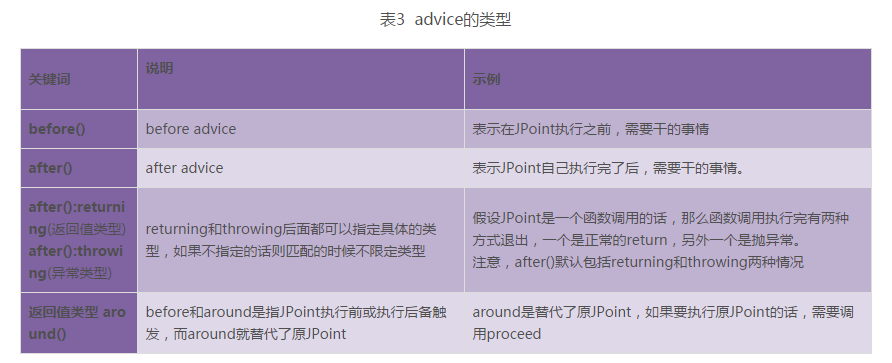 表3 advice的类型
关键词
说明
示例
before()
before advice
表示在JPoint执行之前，需要干的事情
after()
after advice
表示JPoint自己执行完了后，需要干的事情。
after():returni
ng(返回值类型)
after():throwi
ng(异常类型)
returning和throwing后面都可以指定具体的类
型，如果不指定的话则匹配的时候不限定类型
假设JPoint是一个函数调用的话，那么函数调用执行完有两种
方式退出，一个是正常的return，另外一个是抛异常。
注意，after()默认包括returning和throwing两种情况
返回值类型 aro
und()
before和around是指JPoint执行前或执行后备触
发，而around就替代了原JPoint
around是替代了原JPoint，如果要执行原JPoint的话，需要调
用proceed